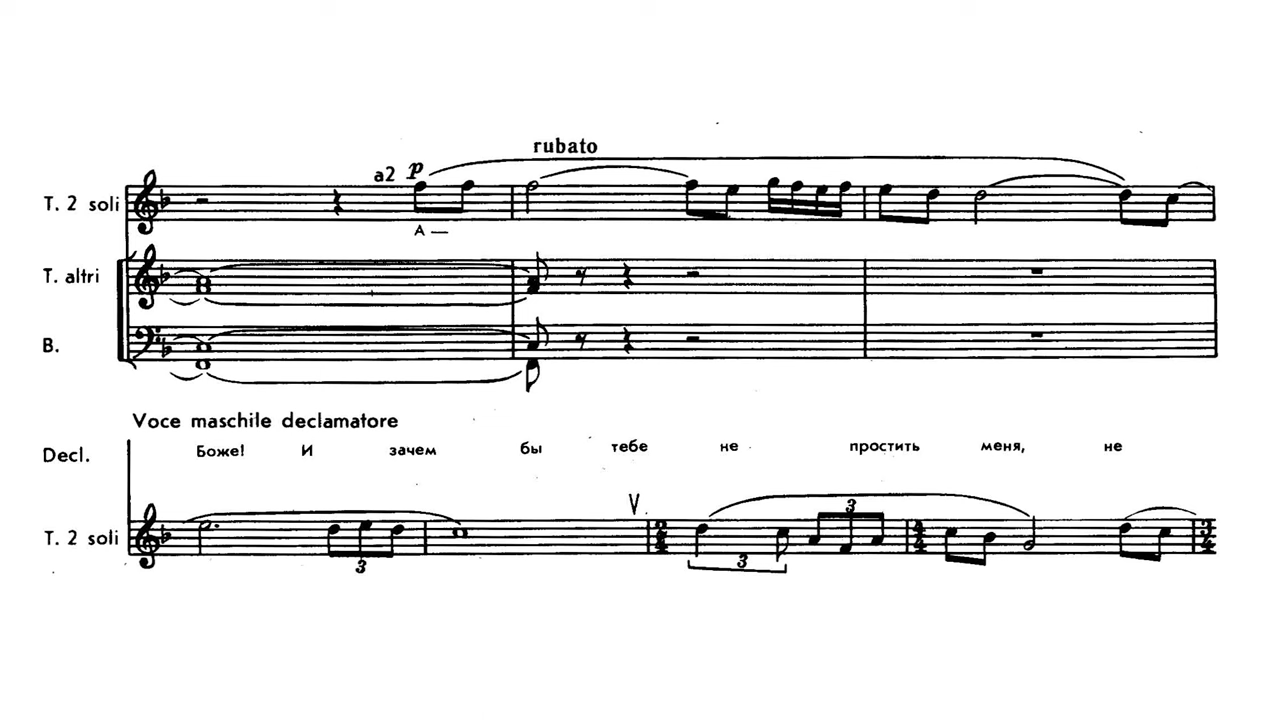 rubato
a2 p
T. 2 soli
A —
T. altri
B.
Voce maschile declamatore
Decl. Боже! И зачем бы тебе не простить меня, не
V 3
T. 2 soli 2 4 4 4 3 4
3 3